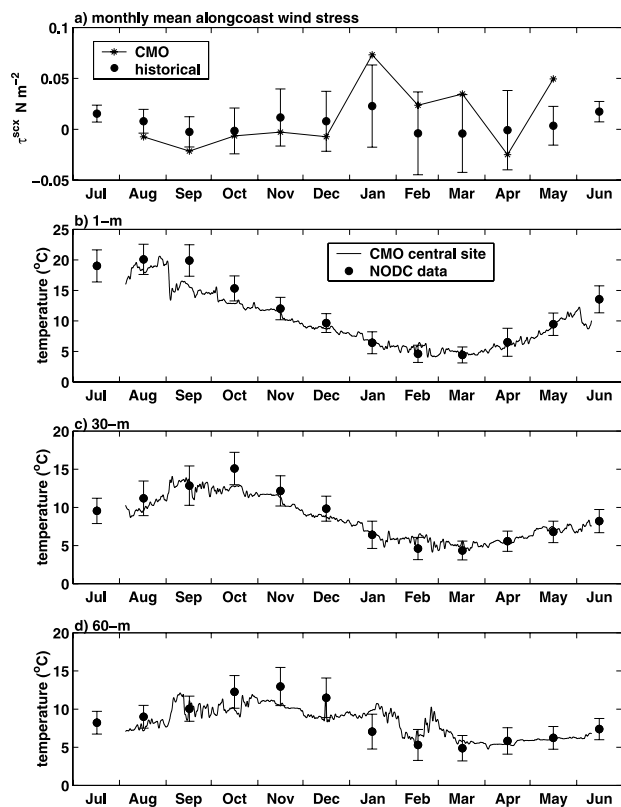 a) monthly mean alongcoast wind stress
τˢᶜˣ N m⁻²
0.1
0.05
0
−0.05
CMO
historical
Jul Aug Sep Oct Nov Dec Jan Feb Mar Apr May Jun
b) 1−m
temperature (°C)
25
20
15
10
5
0
CMO central site
NODC data
Jul Aug Sep Oct Nov Dec Jan Feb Mar Apr May Jun
c) 30−m
temperature (°C)
20
15
10
5
0
Jul Aug Sep Oct Nov Dec Jan Feb Mar Apr May Jun
d) 60−m
temperature (°C)
20
15
10
5
0
Jul Aug Sep Oct Nov Dec Jan Feb Mar Apr May Jun